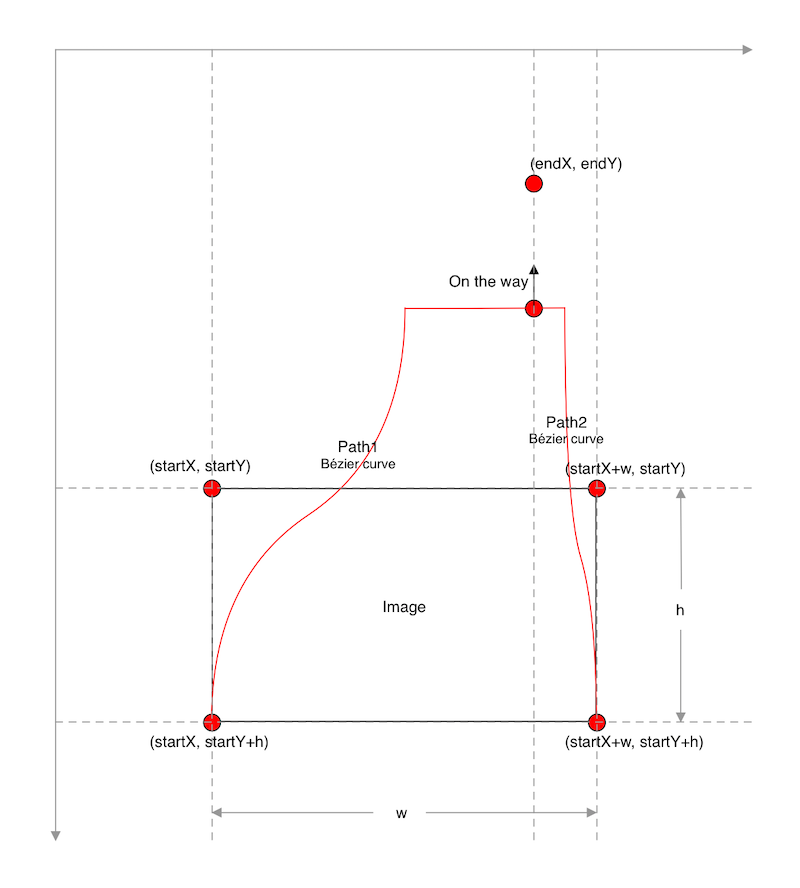 (endX, endY)
On the way
Path1
Bézier curve
Path2
Bézier curve
(startX, startY)
(startX+w, startY)
Image
h
(startX, startY+h)
(startX+w, startY+h)
w